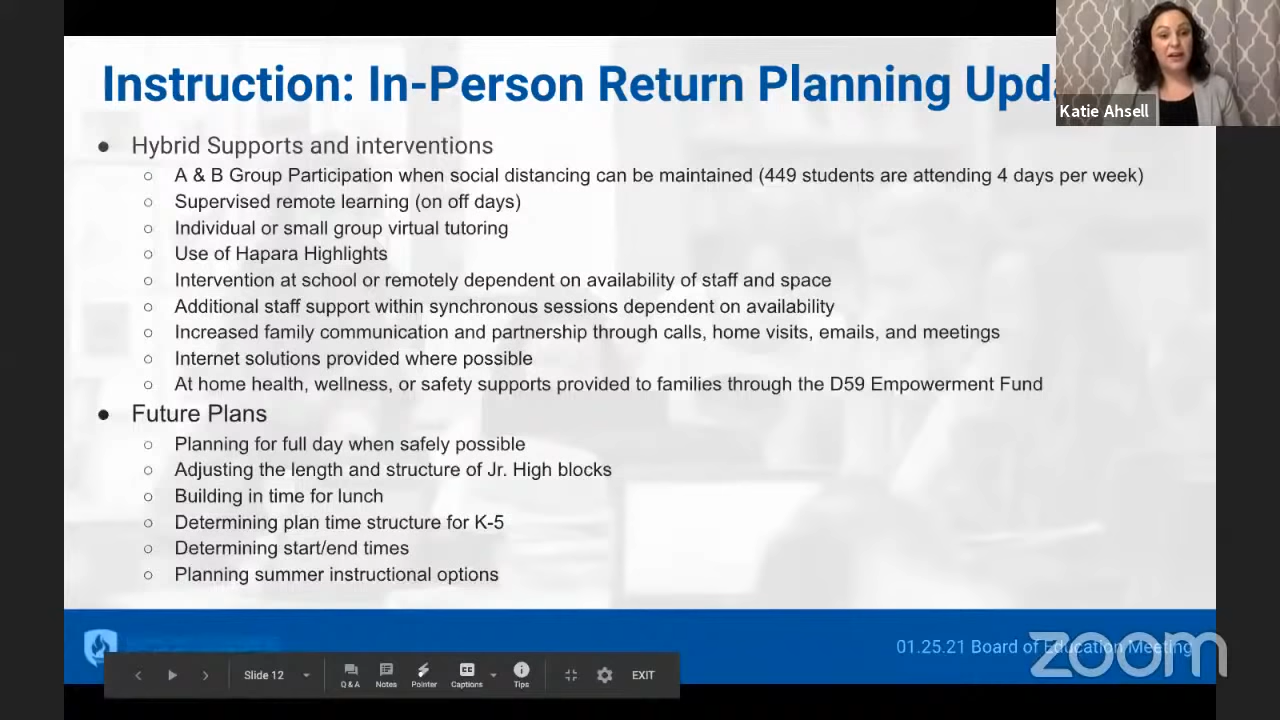 Instruction: In-Person Return Planning Upda
Katie Ahsell
● Hybrid Supports and interventions
○ A & B Group Participation when social distancing can be maintained (449 students are attending 4 days per week)
○ Supervised remote learning (on off days)
○ Individual or small group virtual tutoring
○ Use of Hapara Highlights
○ Intervention at school or remotely dependent on availability of staff and space
○ Additional staff support within synchronous sessions dependent on availability
○ Increased family communication and partnership through calls, home visits, emails, and meetings
○ Internet solutions provided where possible
○ At home health, wellness, or safety supports provided to families through the D59 Empowerment Fund
● Future Plans
○ Planning for full day when safely possible
○ Adjusting the length and structure of Jr. High blocks
○ Building in time for lunch
○ Determining plan time structure for K-5
○ Determining start/end times
○ Planning summer instructional options
01.25.21 Board of Education Meeting
zoom
Slide 12
Q & A
Notes
Pointer
CC
Captions
Tips
EXIT